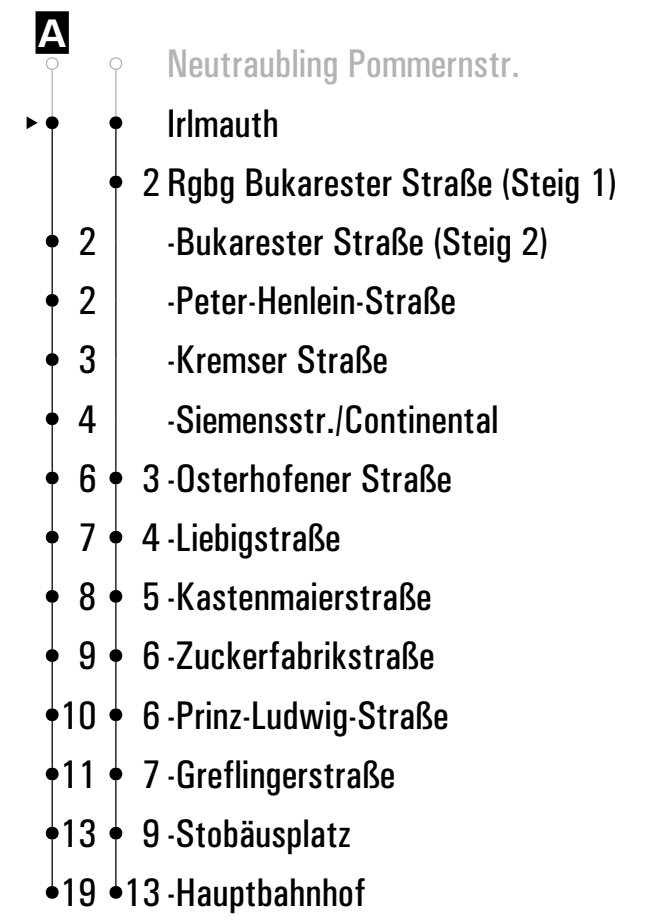 A
Neutraubling Pommernstr.
Irlmauth
2 Rgbg Bukarester Straße (Steig 1)
2 -Bukarester Straße (Steig 2)
2 -Peter-Henlein-Straße
3 -Kremser Straße
4 -Siemensstr./Continental
6 3 -Osterhofener Straße
7 4 -Liebigstraße
8 5 -Kastenmaierstraße
9 6 -Zuckerfabrikstraße
10 6 -Prinz-Ludwig-Straße
11 7 -Greflingerstraße
13 9 -Stobäusplatz
19 13 -Hauptbahnhof